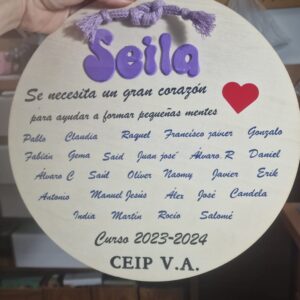 Seila
Se necesita un gran corazón
para ayudar a formar pequeñas mentes
Pablo Claudia Raquel Francisco javier Gonzalo
Fabián Gema Said Juan josé Álvaro.R Daniel
Álvaro C Saúl Oliver Naomy Javier Erik
Antonio Manuel Jesús Álex José Candela
India Martín Rocío Salomé
Curso 2023-2024
CEIP V.A.